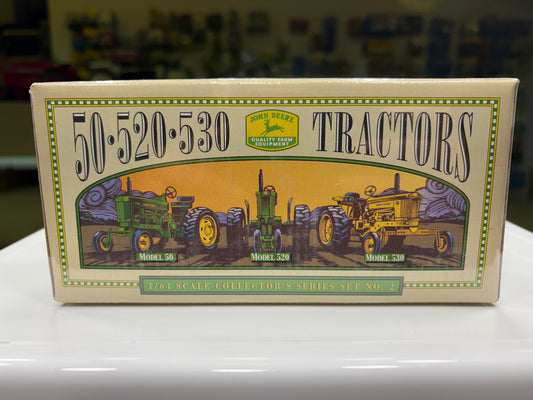 50·520·530
JOHN DEERE
QUALITY FARM
EQUIPMENT
TRACTORS
MODEL 50
MODEL 520
MODEL 530
1/64 SCALE COLLECTOR'S SERIES SET NO. 2